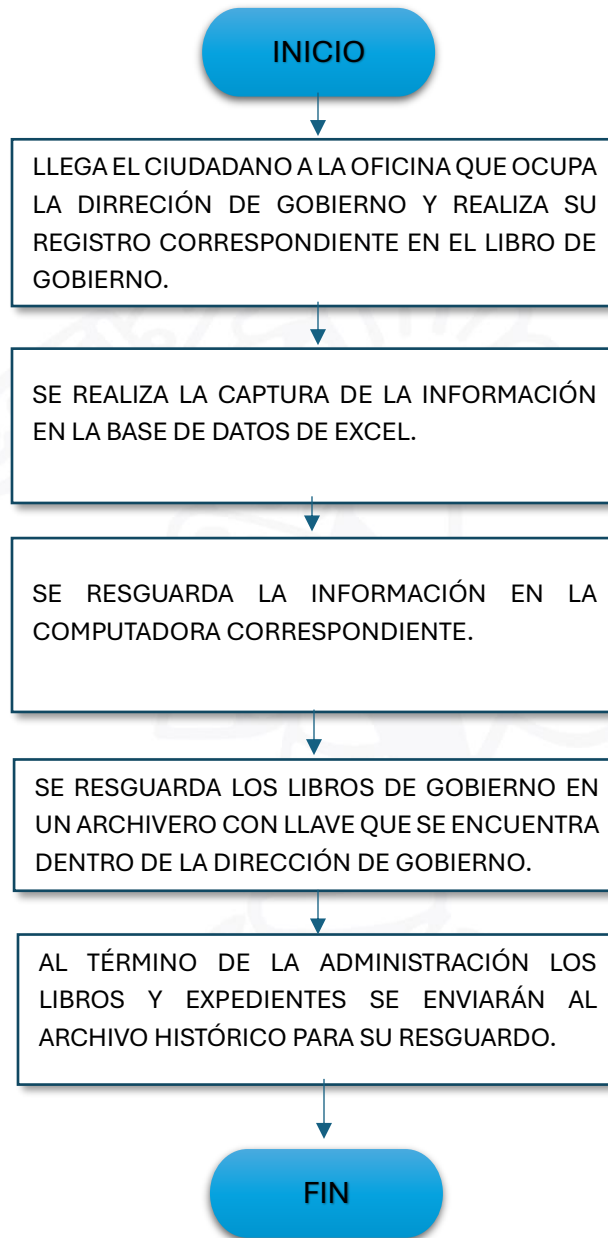 INICIO
LLEGA EL CIUDADANO A LA OFICINA QUE OCUPA
LA DIRRECIÓN DE GOBIERNO Y REALIZA SU
REGISTRO CORRESPONDIENTE EN EL LIBRO DE
GOBIERNO.
SE REALIZA LA CAPTURA DE LA INFORMACIÓN
EN LA BASE DE DATOS DE EXCEL.
SE RESGUARDA LA INFORMACIÓN EN LA
COMPUTADORA CORRESPONDIENTE.
SE RESGUARDA LOS LIBROS DE GOBIERNO EN
UN ARCHIVERO CON LLAVE QUE SE ENCUENTRA
DENTRO DE LA DIRECCIÓN DE GOBIERNO.
AL TÉRMINO DE LA ADMINISTRACIÓN LOS
LIBROS Y EXPEDIENTES SE ENVIARÁN AL
ARCHIVO HISTÓRICO PARA SU RESGUARDO.
FIN